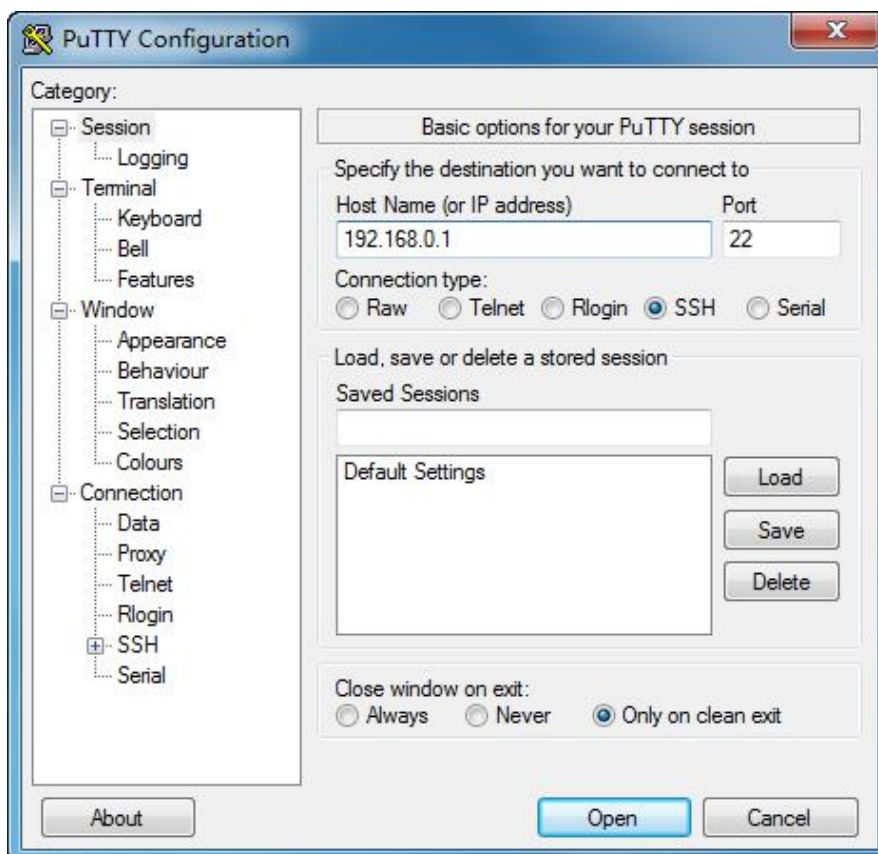 PuTTY Configuration
Category:
Session
Logging
Terminal
Keyboard
Bell
Features
Window
Appearance
Behaviour
Translation
Selection
Colours
Connection
Data
Proxy
Telnet
Rlogin
SSH
Serial
Basic options for your PuTTY session
Specify the destination you want to connect to
Host Name (or IP address) Port
192.168.0.1 22
Connection type:
Raw Telnet Rlogin SSH Serial
Load, save or delete a stored session
Saved Sessions
Default Settings
Load
Save
Delete
Close window on exit:
Always Never Only on clean exit
About Open Cancel